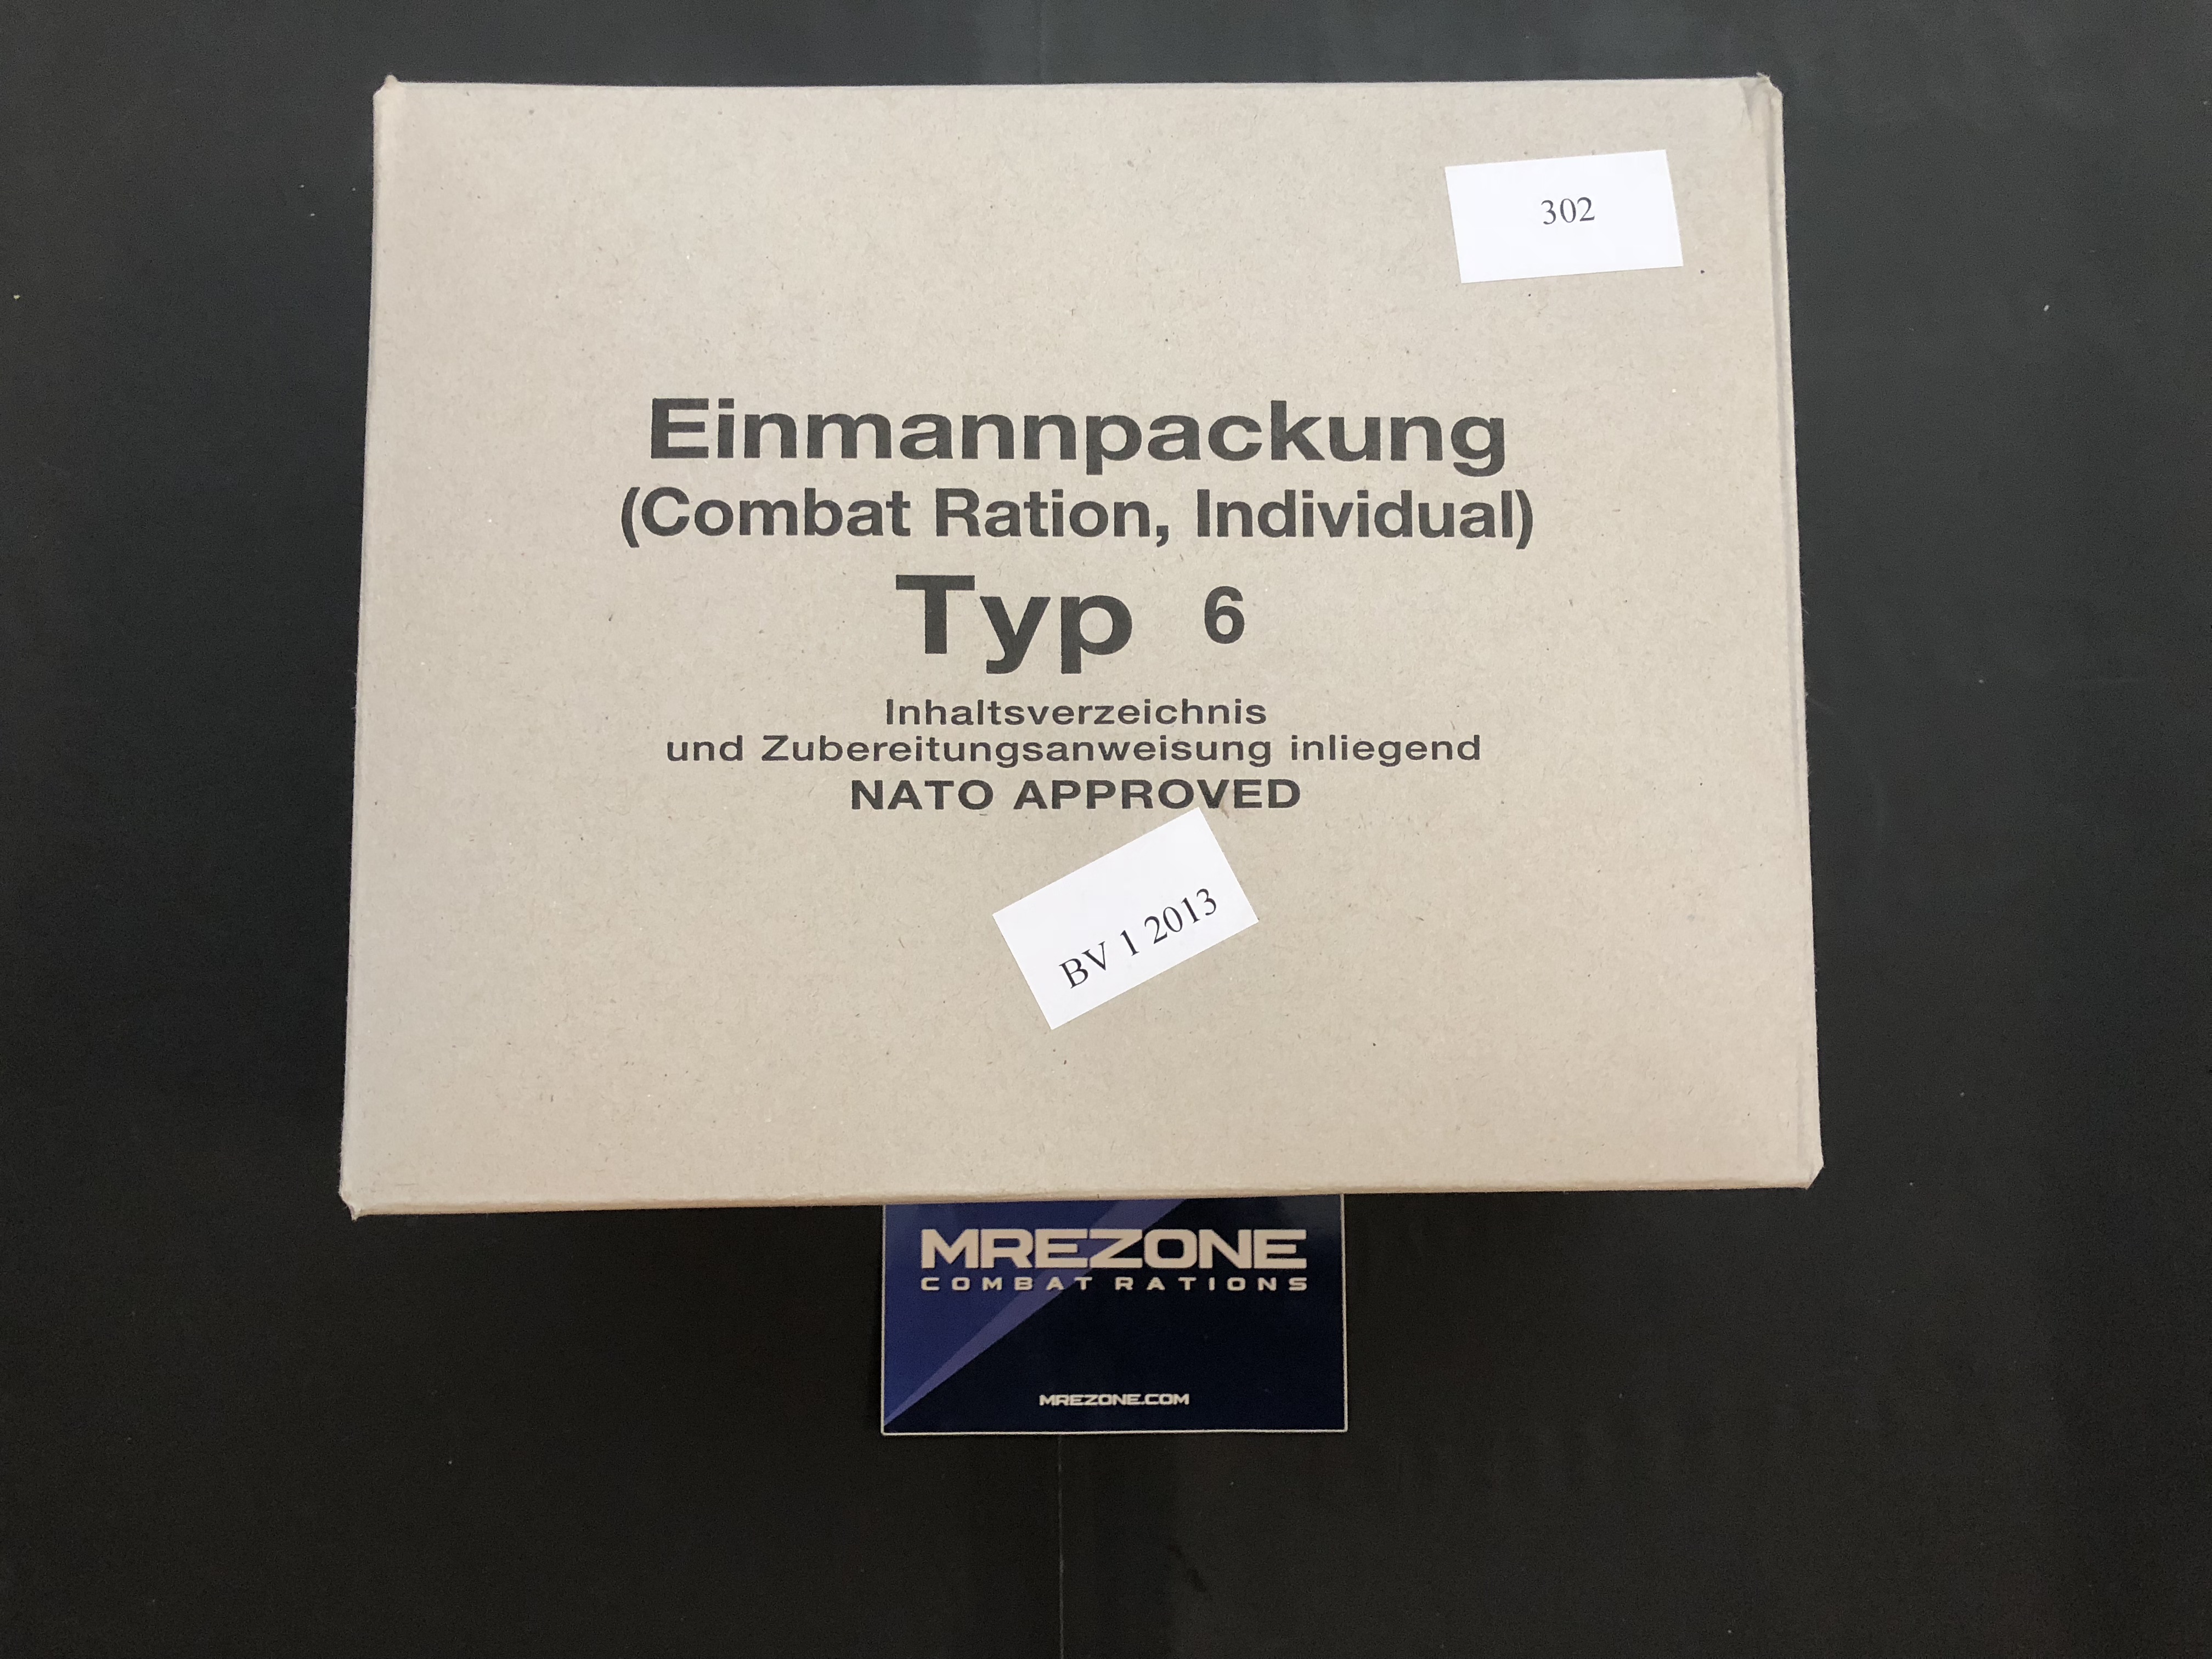 302
Einmannpackung
(Combat Ration, Individual)
Typ 6
Inhaltsverzeichnis
und Zubereitungsanweisung inliegend
NATO APPROVED
BV 1 2013
MREZONE
COMBAT RATIONS
MREZONE.COM